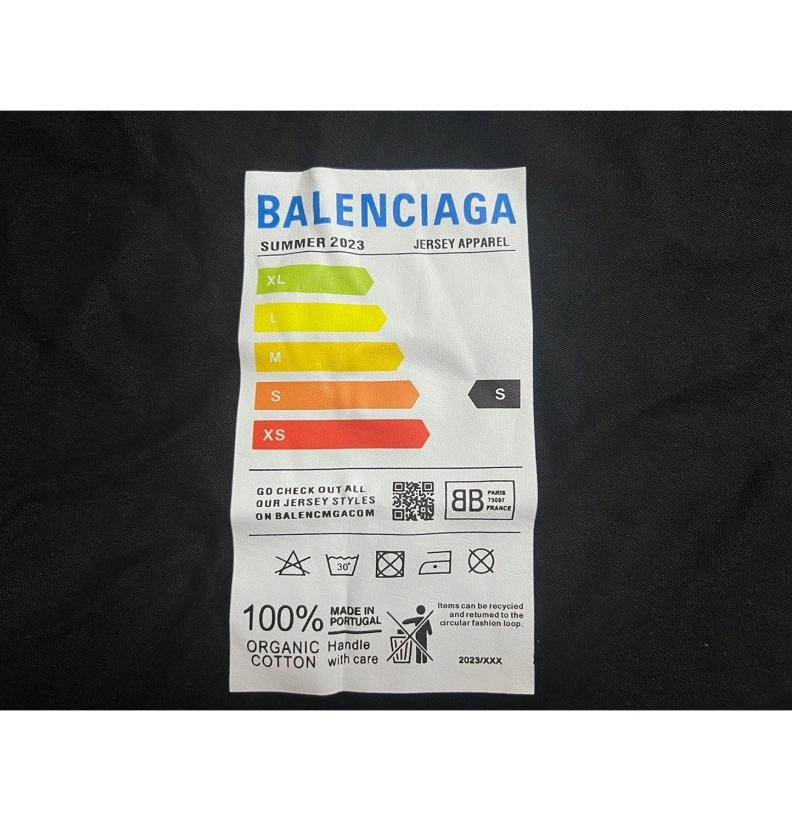 BALENCIAGA
SUMMER 2023 JERSEY APPAREL
XL
L
M
S S
XS
GO CHECK OUT ALL
OUR JERSEY STYLES
ON BALENCMGACOM
BB PARIS
75007
FRANCE
30°
100%
ORGANIC
COTTON
MADE IN
PORTUGAL
Handle
with care
Items can be recycied
and returned to the
circular fashion loop.
2023/XXX